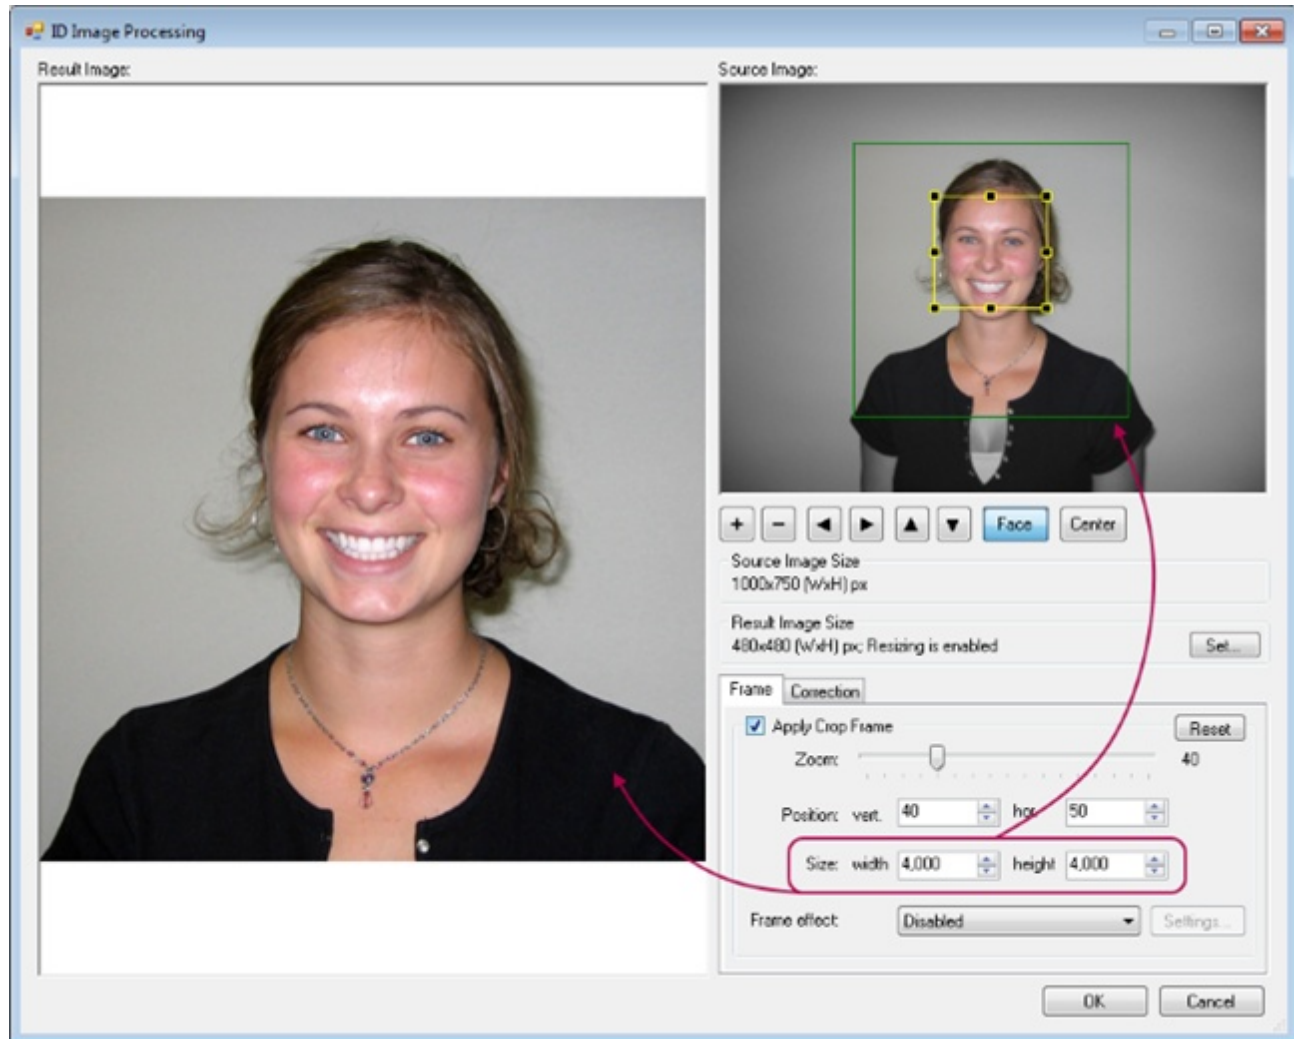 ID Image Processing
Result Image:
Source Image:
Face
Center
Source Image Size
1000x750 (WxH) px
Result Image Size
480x480 (WxH) px; Resizing is enabled
Set...
Frame
Correction
Apply Crop Frame
Reset
Zoom:
40
Position: vert. 40 hor. 50
Size: width 4,000 height 4,000
Frame effect: Disabled
Settings...
OK
Cancel